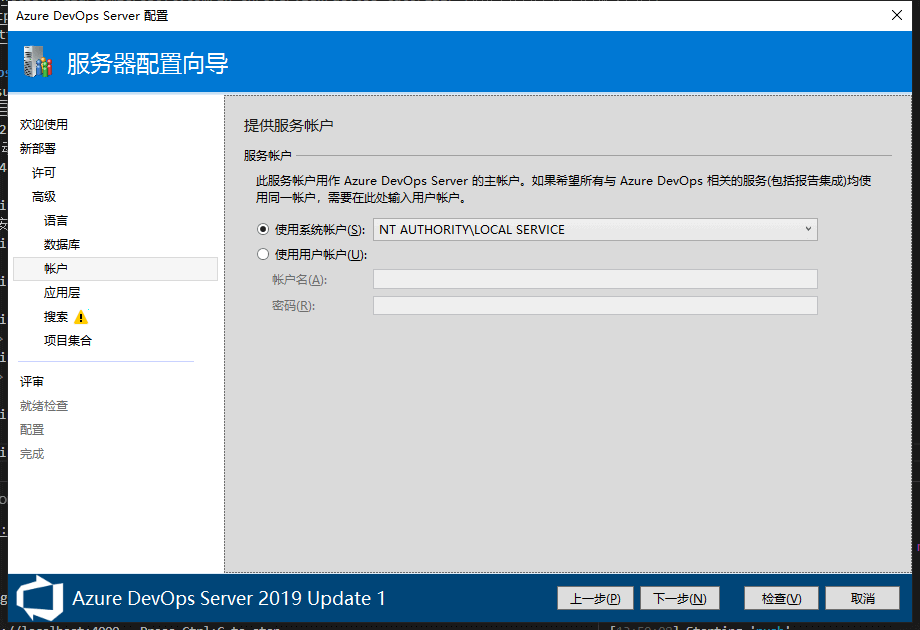 Azure DevOps Server 配置
服务器配置向导
欢迎使用
新部署
许可
高级
语言
数据库
帐户
应用层
搜索
项目集合
评审
就绪检查
配置
完成
提供服务帐户
服务帐户
此服务帐户用作 Azure DevOps Server 的主帐户。如果希望所有与 Azure DevOps 相关的服务(包括报告集成)均使
用同一帐户，需要在此处输入用户帐户。
使用系统帐户(S): NT AUTHORITY\LOCAL SERVICE
使用用户帐户(U):
帐户名(A):
密码(R):
Azure DevOps Server 2019 Update 1
上一步(P) 下一步(N) 检查(V) 取消